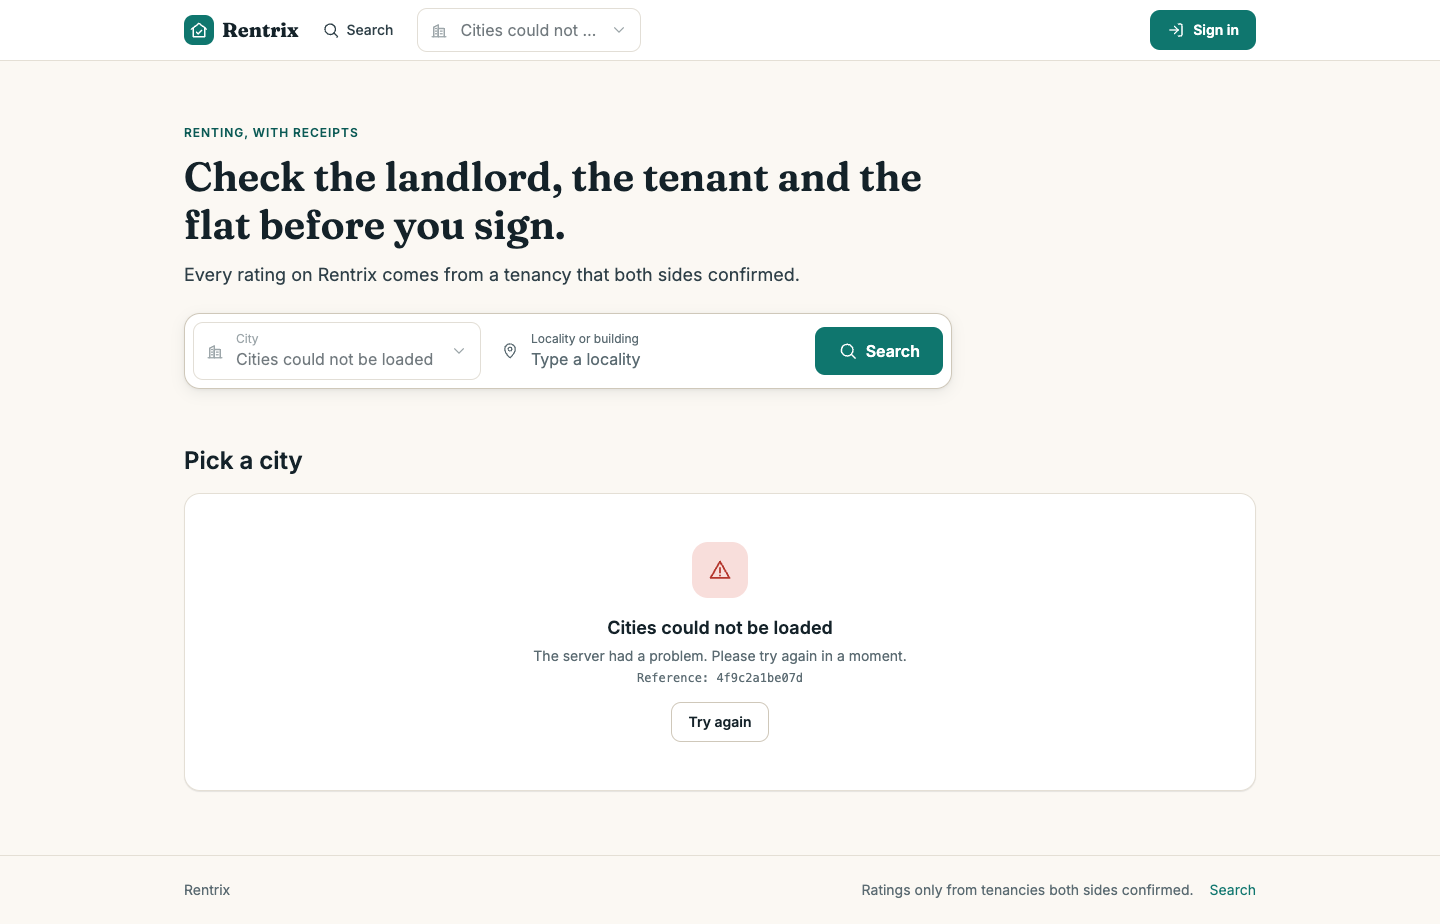 Rentrix
Search
Cities could not ...
Sign in
RENTING, WITH RECEIPTS
Check the landlord, the tenant and the
flat before you sign.
Every rating on Rentrix comes from a tenancy that both sides confirmed.
City
Cities could not be loaded
Locality or building
Type a locality
Search
Pick a city
Cities could not be loaded
The server had a problem. Please try again in a moment.
Reference: 4f9c2a1be07d
Try again
Rentrix
Ratings only from tenancies both sides confirmed.
Search